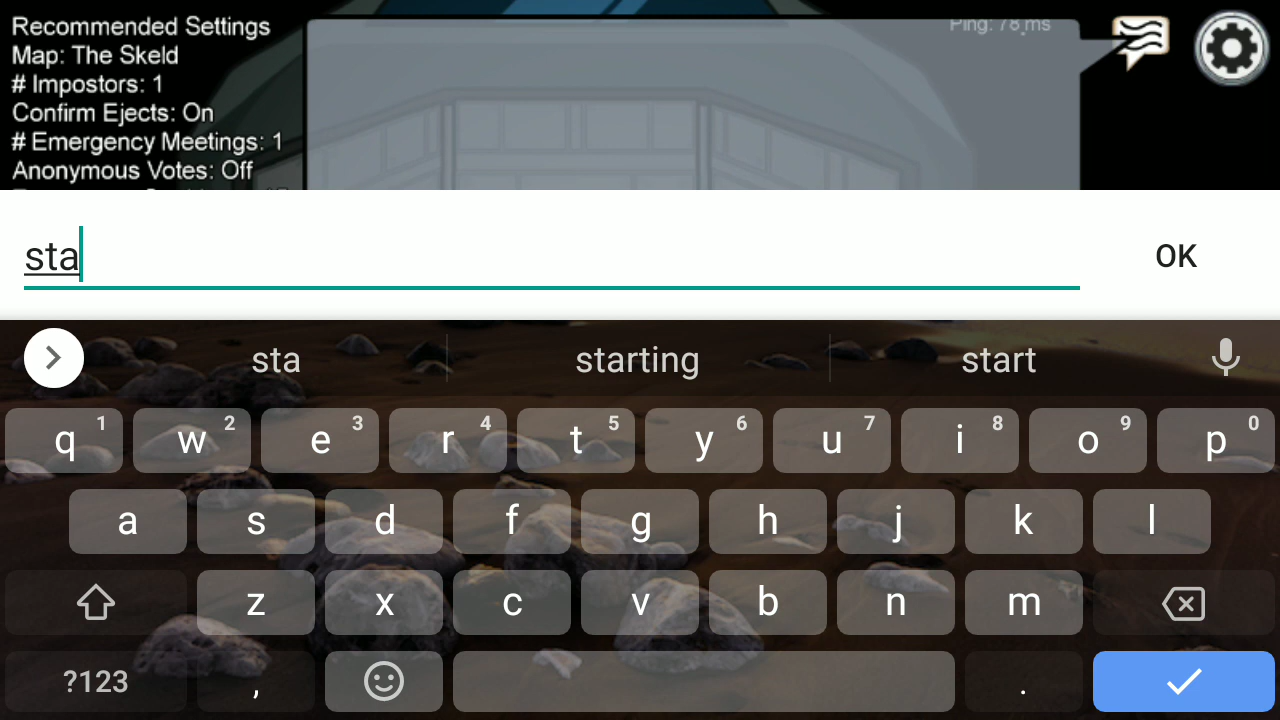 Recommended Settings
Map: The Skeld
# Impostors: 1
Confirm Ejects: On
# Emergency Meetings: 1
Anonymous Votes: Off
Ping: 78 ms
sta
OK
sta starting start
q 1 w 2 e 3 r 4 t 5 y 6 u 7 i 8 o 9 p 0
a s d f g h j k l
z x c v b n m
?123 , .